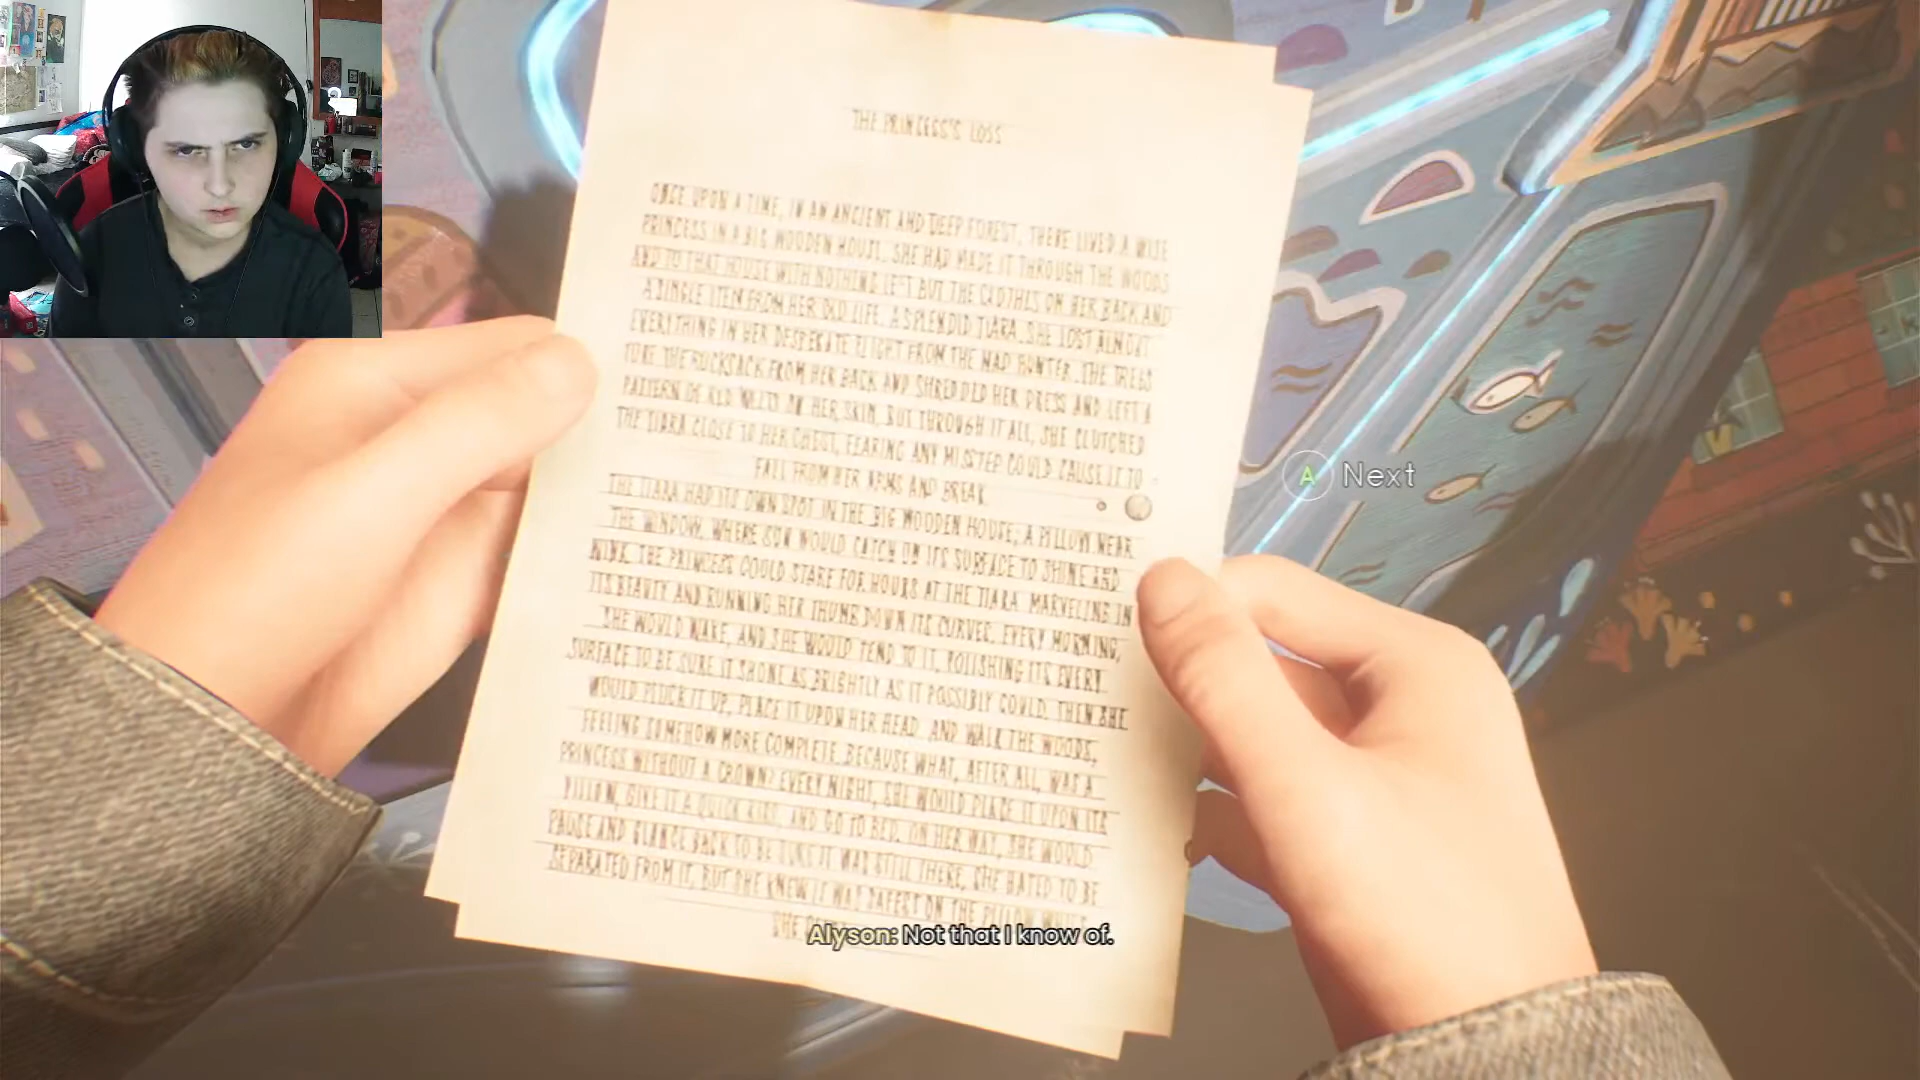 THE PRINCESS'S LOSS
ONCE UPON A TIME, IN AN ANCIENT AND DEEP FOREST, THERE LIVED A WISE
PRINCESS IN A BIG WOODEN HOUSE. SHE HAD MADE IT THROUGH THE WOODS
AND TO THAT HOUSE WITH NOTHING LEFT BUT THE CLOTHES ON HER BACK AND
A SINGLE ITEM FROM HER OLD LIFE. A SPLENDID TIARA. SHE LOST ALMOST
EVERYTHING IN HER DESPERATE FLIGHT FROM THE MAD HUNTER. THE TREES
TORE THE RUCKSACK FROM HER BACK AND SHREDDED HER DRESS AND LEFT A
PATTERN OF RED WELTS ON HER SKIN, BUT THROUGH IT ALL, SHE CLUTCHED
THE TIARA CLOSE TO HER CHEST, FEARING ANY MISSTEP COULD CAUSE IT TO
FALL FROM HER ARMS AND BREAK.
THE TIARA HAD ITS OWN SPOT IN THE BIG WOODEN HOUSE; A PILLOW NEAR
THE WINDOW, WHERE SUN WOULD CATCH ON ITS SURFACE TO SHINE AND
WINK. THE PRINCESS COULD STARE FOR HOURS AT THE TIARA MARVELING IN
ITS BEAUTY AND RUNNING HER THUMB DOWN ITS CURVES. EVERY MORNING,
SHE WOULD WAKE, AND SHE WOULD TEND TO IT, POLISHING ITS EVERY
SURFACE TO BE SURE IT SHONE AS BRIGHTLY AS IT POSSIBLY COULD. THEN SHE
WOULD PLUCK IT UP, PLACE IT UPON HER HEAD AND WALK THE WOODS,
FEELING SOMEHOW MORE COMPLETE. BECAUSE WHAT, AFTER ALL, WAS A
PRINCESS WITHOUT A CROWN? EVERY NIGHT, SHE WOULD PLACE IT UPON ITS
PILLOW, GIVE IT A QUICK KISS, AND GO TO BED. ON HER WAY, SHE WOULD
PAUSE AND GLANCE BACK TO BE SURE IT WAS STILL THERE. SHE HATED TO BE
SEPARATED FROM IT, BUT SHE KNEW IT WAS SAFEST ON THE PILLOW WHILE
SHE
A Next
Alyson: Not that I know of.